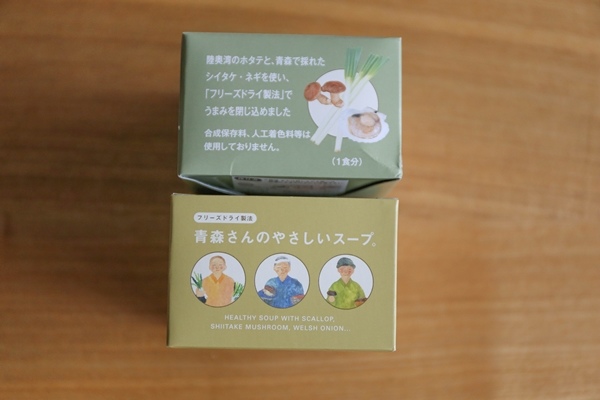 陸奥湾のホタテと、青森で採れた
シイタケ・ネギを使い、
「フリーズドライ製法」で
うまみを閉じ込めました
合成保存料、人工着色料等は
使用しておりません。
(1食分)
フリーズドライ製法
青森さんのやさしいスープ。
HEALTHY SOUP WITH SCALLOP,
SHIITAKE MUSHROOM, WELSH ONION...